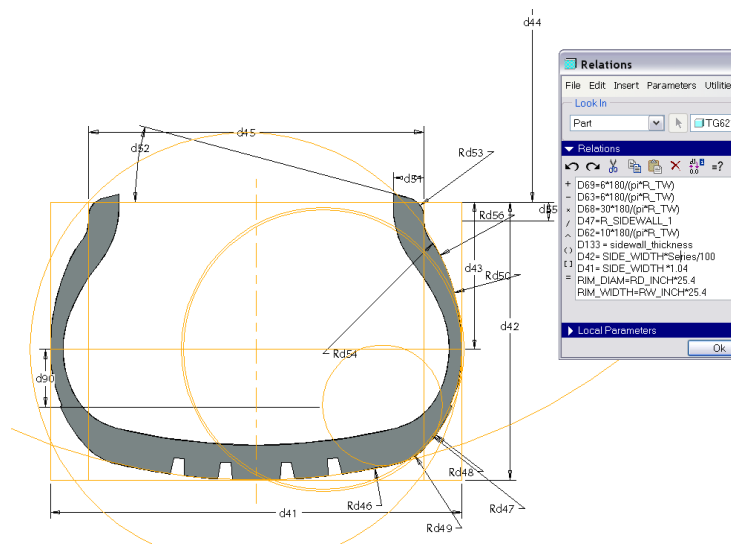 d44
d45
d52
Rd53
d51
d55
Rd56
d43
Rd50
d42
Rd54
d90
Rd48
Rd46
Rd47
d41
Rd49
Relations
File Edit Insert Parameters Utilitie
Look In
Part TG62
Relations
=?
+ D69=6*180/(pi*R_TW)
− D63=6*180/(pi*R_TW)
× D68=30*180/(pi*R_TW)
/ D47=R_SIDEWALL_1
^ D62=10*180/(pi*R_TW)
() D133 = sidewall_thickness
[] D42= SIDE_WIDTH*Series/100
= D41= SIDE_WIDTH *1.04
RIM_DIAM=RD_INCH*25.4
RIM_WIDTH=RW_INCH*25.4
Local Parameters
Ok